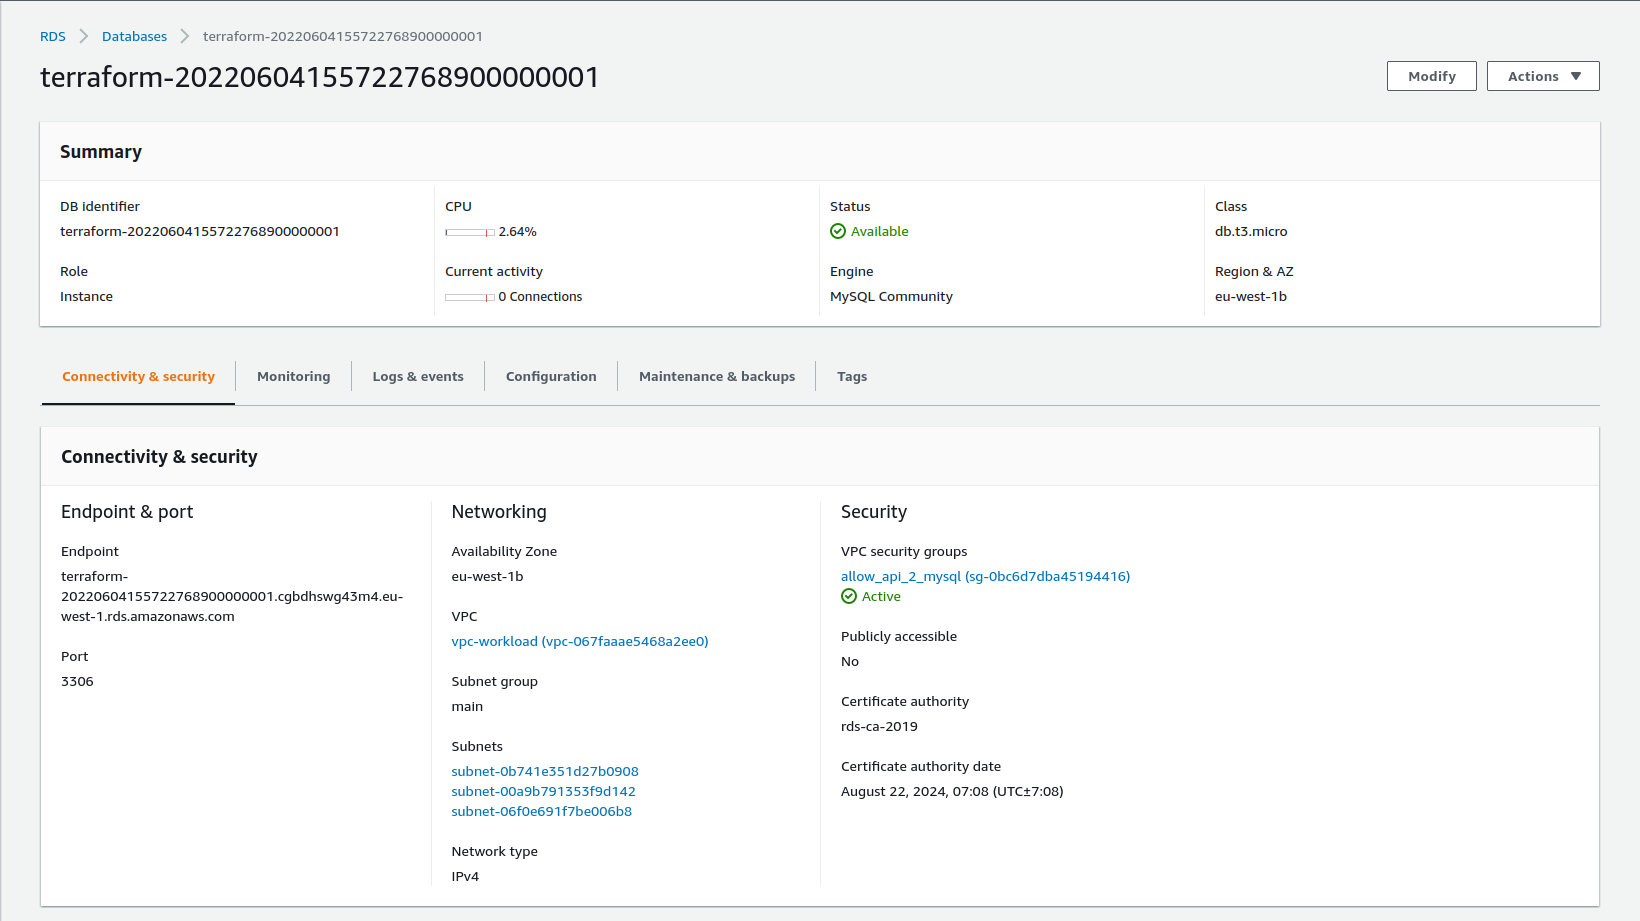 RDS > Databases > terraform-20220604155722768900000001
terraform-20220604155722768900000001
Modify
Actions ▼
Summary
DB identifier
terraform-20220604155722768900000001
CPU
2.64%
Status
Available
Class
db.t3.micro
Role
Instance
Current activity
0 Connections
Engine
MySQL Community
Region & AZ
eu-west-1b
Connectivity & security
Monitoring
Logs & events
Configuration
Maintenance & backups
Tags
Connectivity & security
Endpoint & port
Endpoint
terraform-
20220604155722768900000001.cgbdhswg43m4.eu-
west-1.rds.amazonaws.com
Port
3306
Networking
Availability Zone
eu-west-1b
VPC
vpc-workload (vpc-067faaae5468a2ee0)
Subnet group
main
Subnets
subnet-0b741e351d27b0908
subnet-00a9b791353f9d142
subnet-06f0e691f7be006b8
Network type
IPv4
Security
VPC security groups
allow_api_2_mysql (sg-0bc6d7dba45194416)
Active
Publicly accessible
No
Certificate authority
rds-ca-2019
Certificate authority date
August 22, 2024, 07:08 (UTC±7:08)